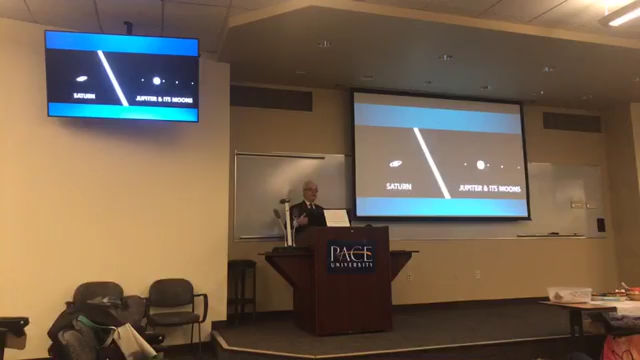 SATURN
JUPITER & ITS MOONS
SATURN
JUPITER & ITS MOONS
PACE
UNIVERSITY